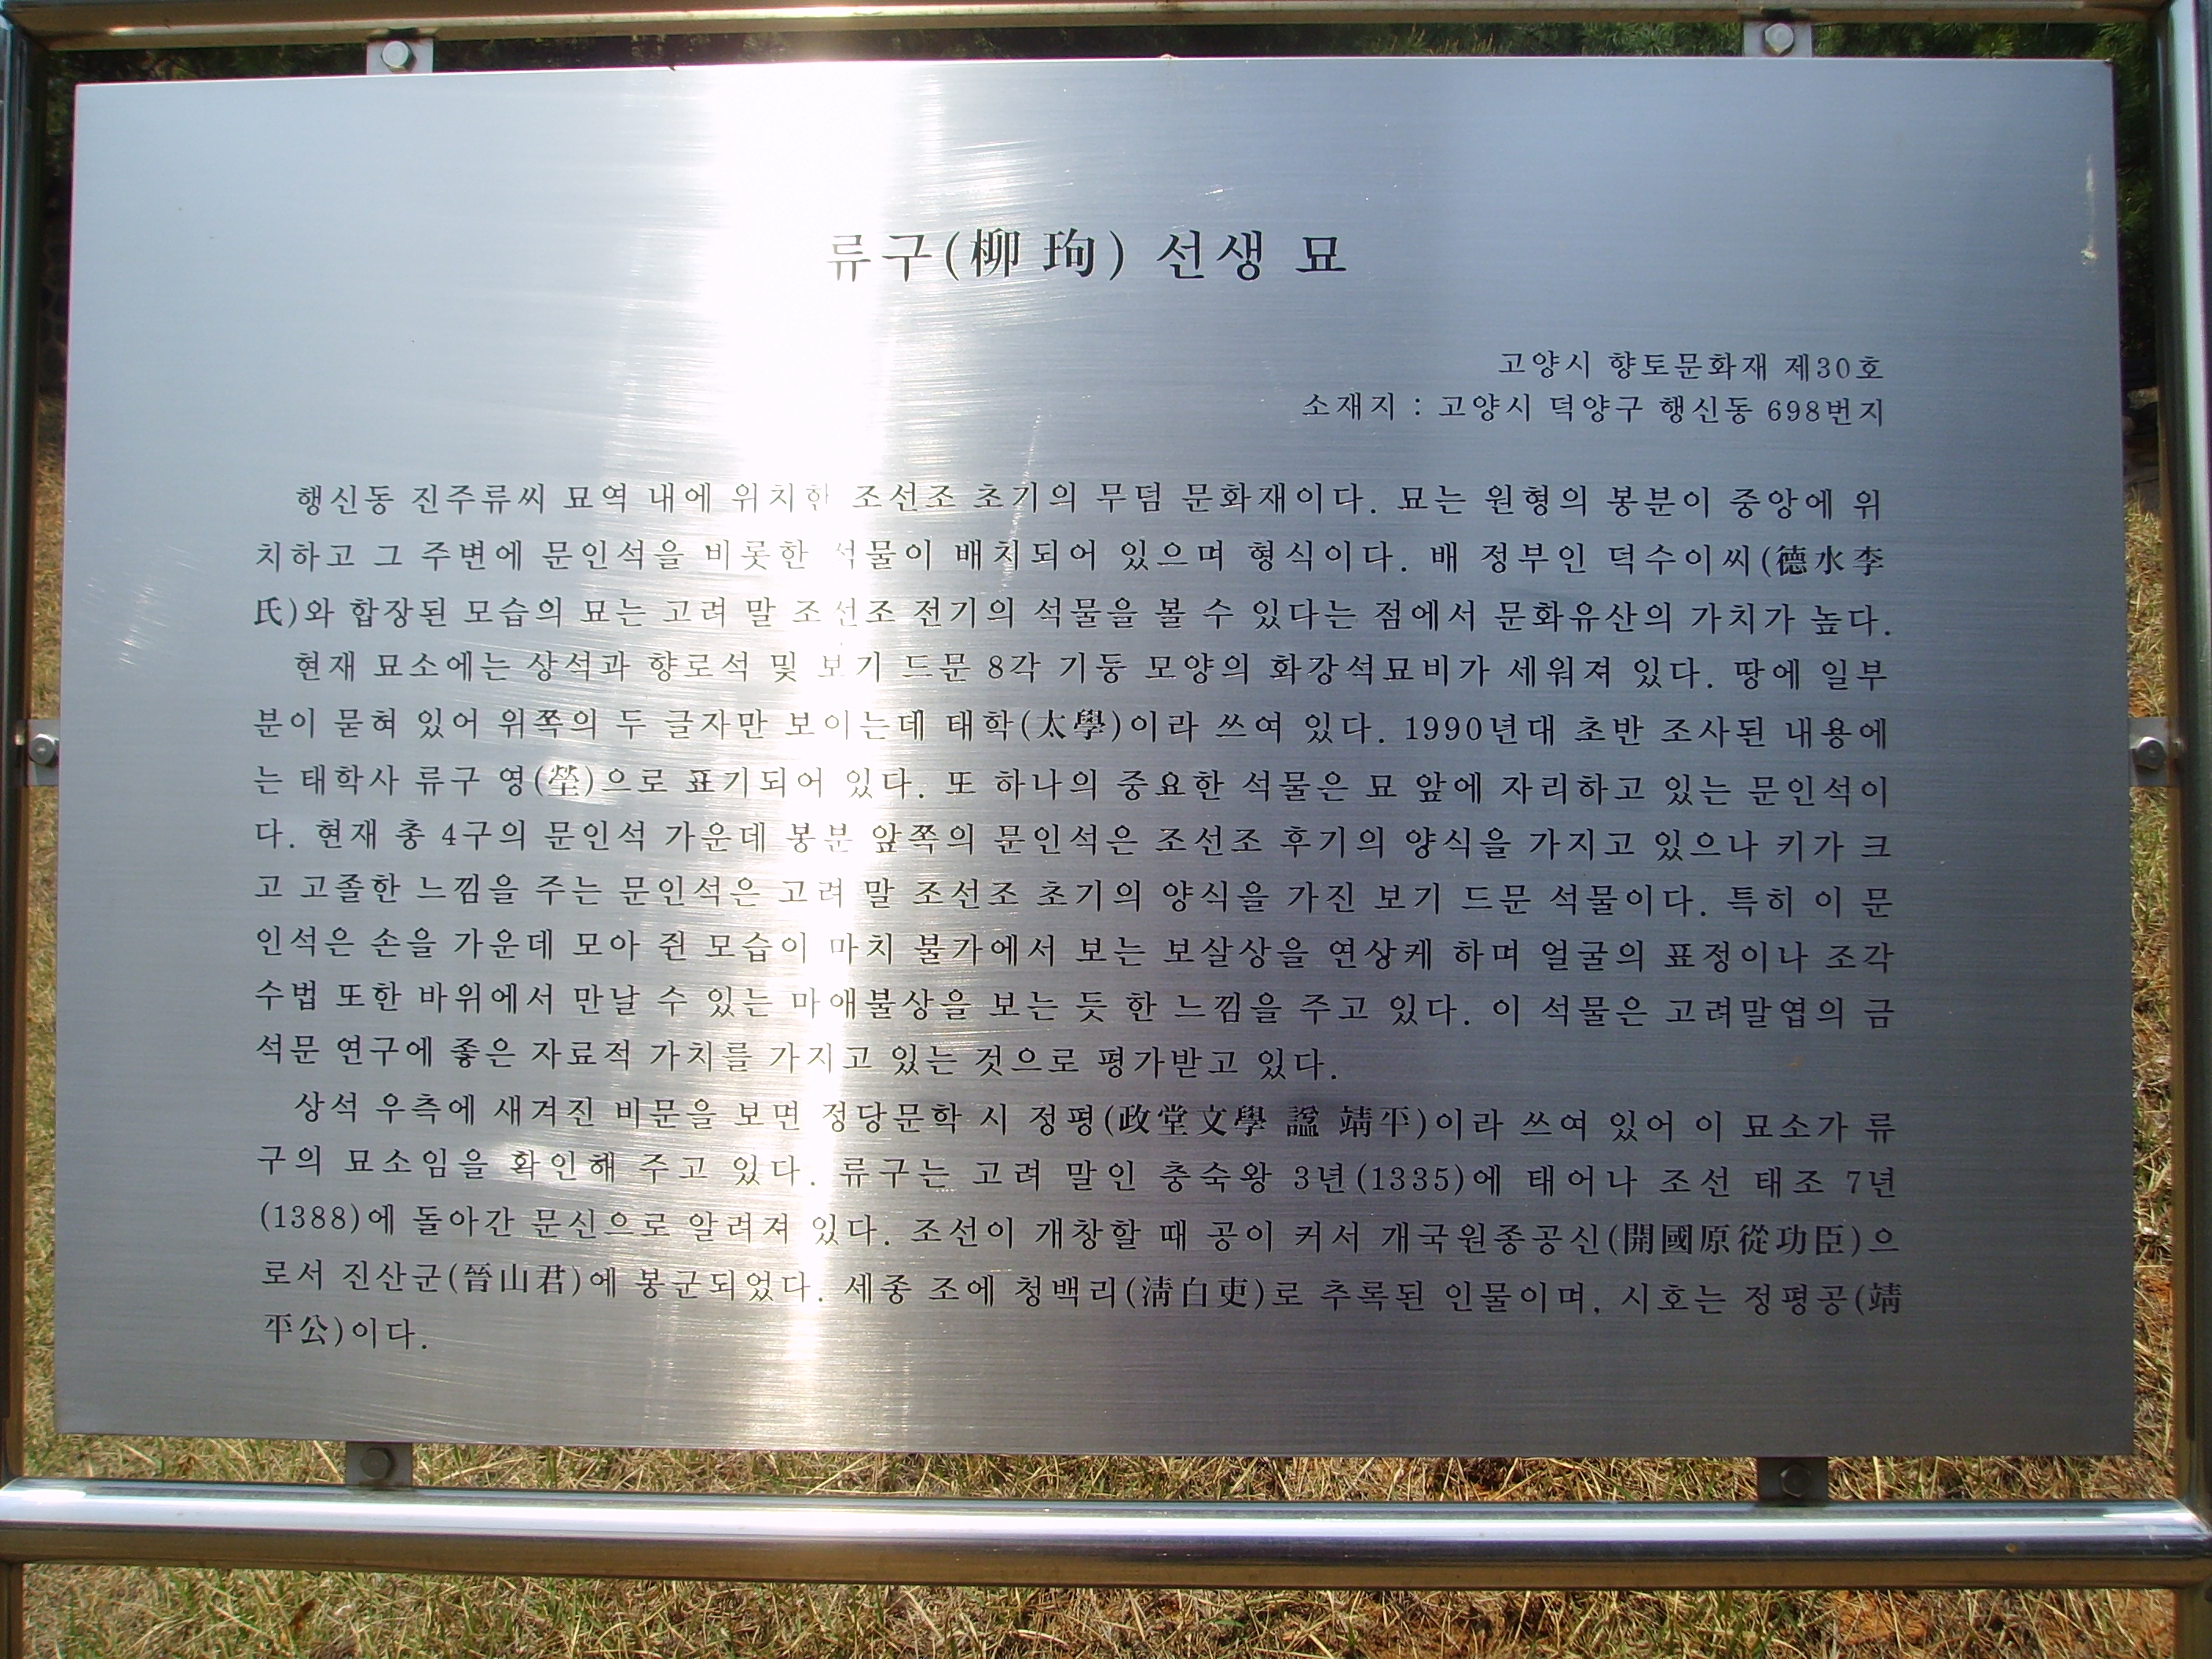 류구(柳 珣) 선생 묘
고양시 향토문화재 제30호
소재지 : 고양시 덕양구 행신동 698번지
행신동 진주류씨 묘역 내에 위치한 조선조 초기의 무덤 문화재이다. 묘는 원형의 봉분이 중앙에 위
치하고 그 주변에 문인석을 비롯한 석물이 배치되어 있으며 형식이다. 배 정부인 덕수이씨(德水李
氏)와 합장된 모습의 묘는 고려 말 조선조 전기의 석물을 볼 수 있다는 점에서 문화유산의 가치가 높다.
현재 묘소에는 상석과 향로석 및 보기 드문 8각 기둥 모양의 화강석묘비가 세워져 있다. 땅에 일부
분이 묻혀 있어 위쪽의 두 글자만 보이는데 태학(太學)이라 쓰여 있다. 1990년대 초반 조사된 내용에
는 태학사 류구 영(塋)으로 표기되어 있다. 또 하나의 중요한 석물은 묘 앞에 자리하고 있는 문인석이
다. 현재 총 4구의 문인석 가운데 봉분 앞쪽의 문인석은 조선조 후기의 양식을 가지고 있으나 키가 크
고 고졸한 느낌을 주는 문인석은 고려 말 조선조 초기의 양식을 가진 보기 드문 석물이다. 특히 이 문
인석은 손을 가운데 모아 쥔 모습이 마치 불가에서 보는 보살상을 연상케 하며 얼굴의 표정이나 조각
수법 또한 바위에서 만날 수 있는 마애불상을 보는 듯 한 느낌을 주고 있다. 이 석물은 고려말엽의 금
석문 연구에 좋은 자료적 가치를 가지고 있는 것으로 평가받고 있다.
상석 우측에 새겨진 비문을 보면 정당문학 시 정평(政堂文學 諡 靖平)이라 쓰여 있어 이 묘소가 류
구의 묘소임을 확인해 주고 있다. 류구는 고려 말인 충숙왕 3년(1335)에 태어나 조선 태조 7년
(1388)에 돌아간 문신으로 알려져 있다. 조선이 개창할 때 공이 커서 개국원종공신(開國原從功臣)으
로서 진산군(晉山君)에 봉군되었다. 세종 조에 청백리(淸白吏)로 추록된 인물이며, 시호는 정평공(靖
平公)이다.